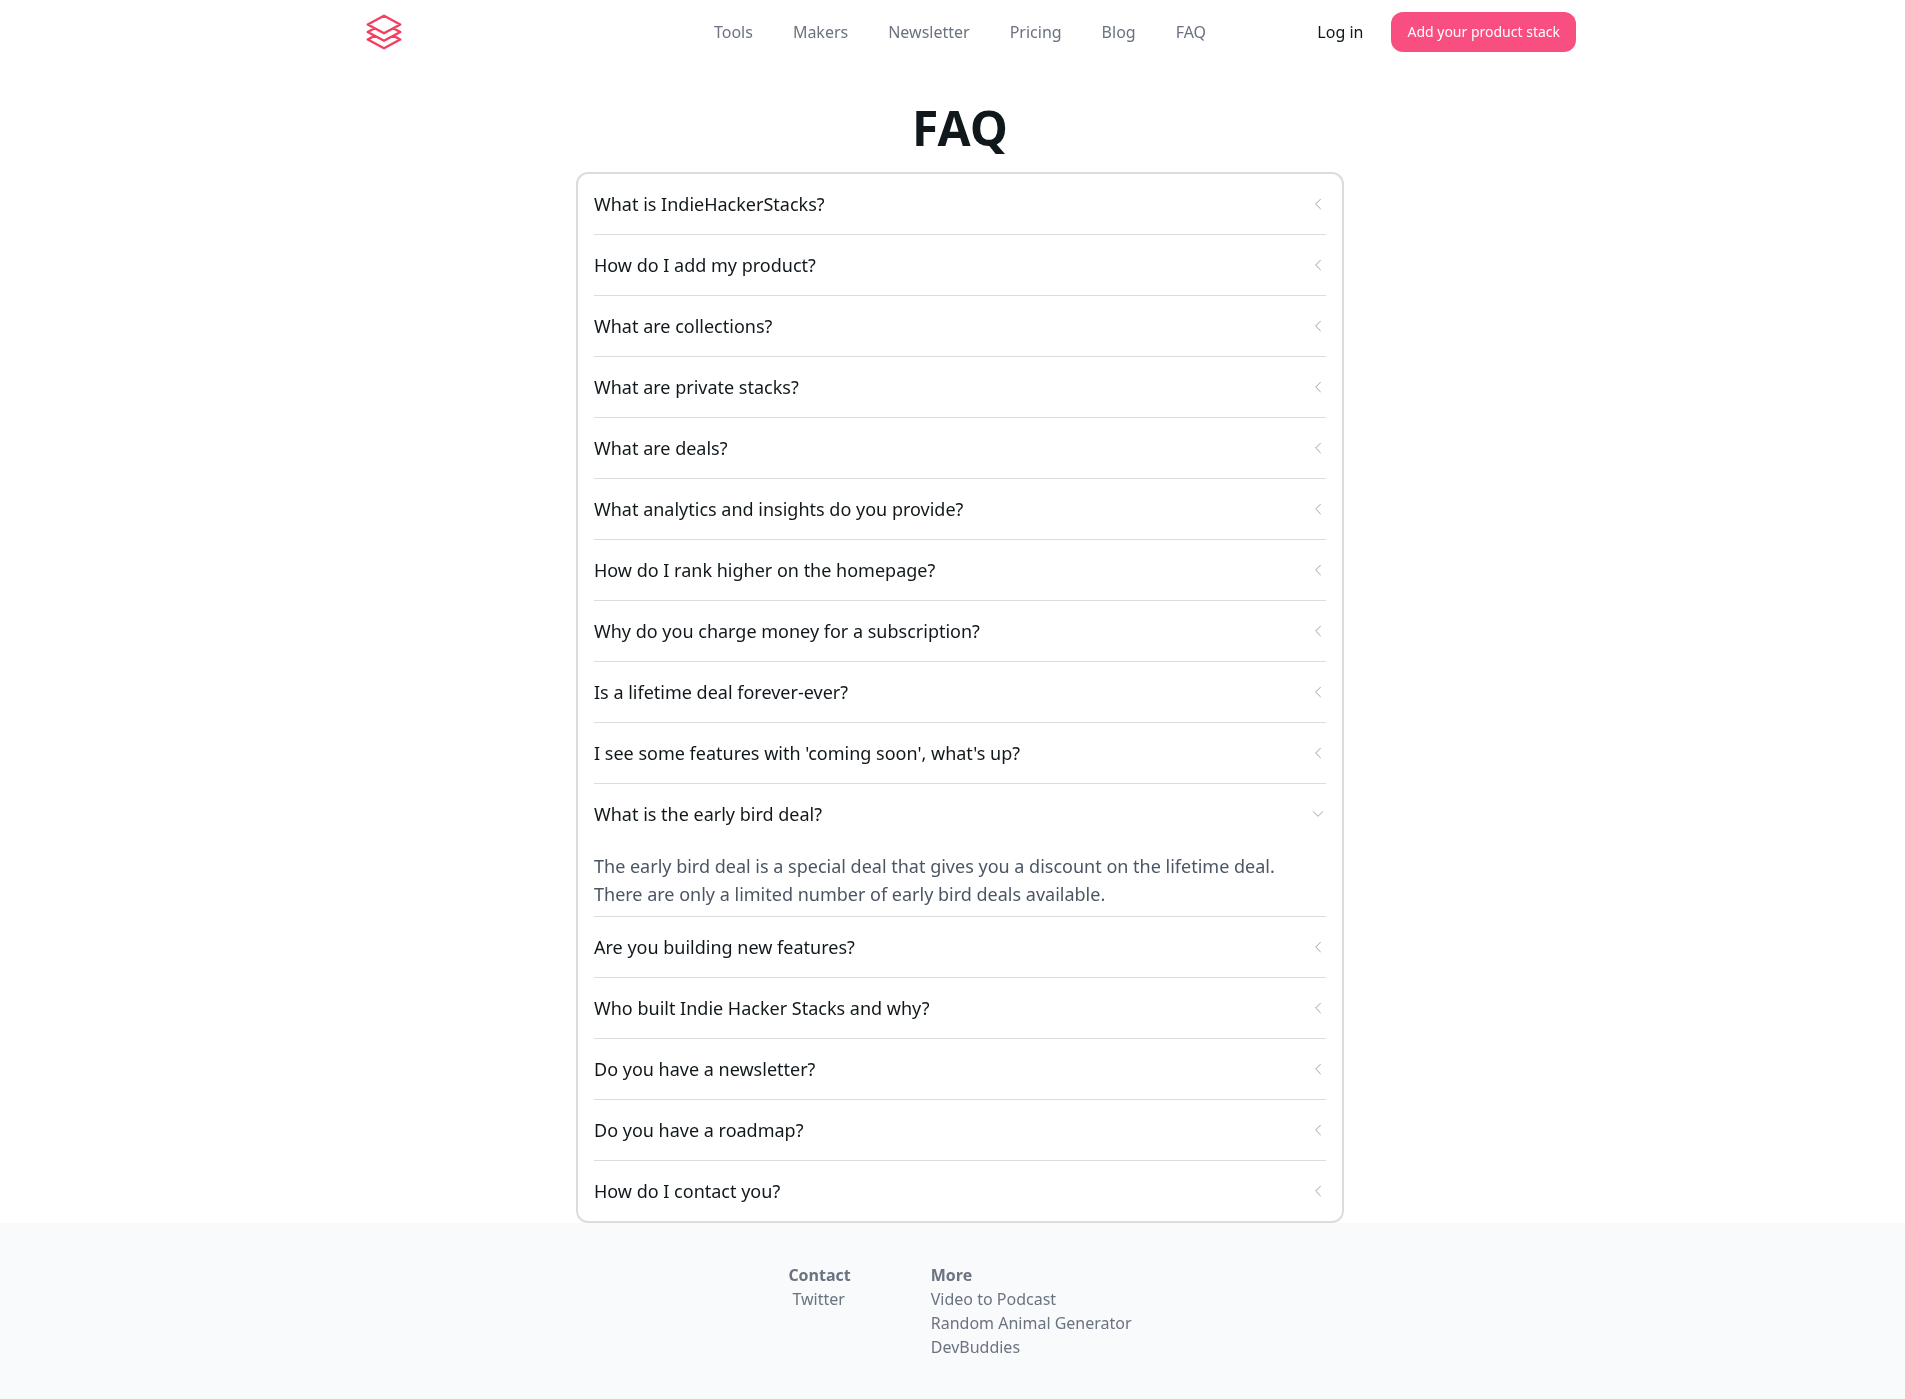 Tools Makers Newsletter Pricing Blog FAQ Log in Add your product stack
FAQ
What is IndieHackerStacks?
How do I add my product?
What are collections?
What are private stacks?
What are deals?
What analytics and insights do you provide?
How do I rank higher on the homepage?
Why do you charge money for a subscription?
Is a lifetime deal forever-ever?
I see some features with 'coming soon', what's up?
What is the early bird deal?
The early bird deal is a special deal that gives you a discount on the lifetime deal.
There are only a limited number of early bird deals available.
Are you building new features?
Who built Indie Hacker Stacks and why?
Do you have a newsletter?
Do you have a roadmap?
How do I contact you?
Contact
Twitter
More
Video to Podcast
Random Animal Generator
DevBuddies